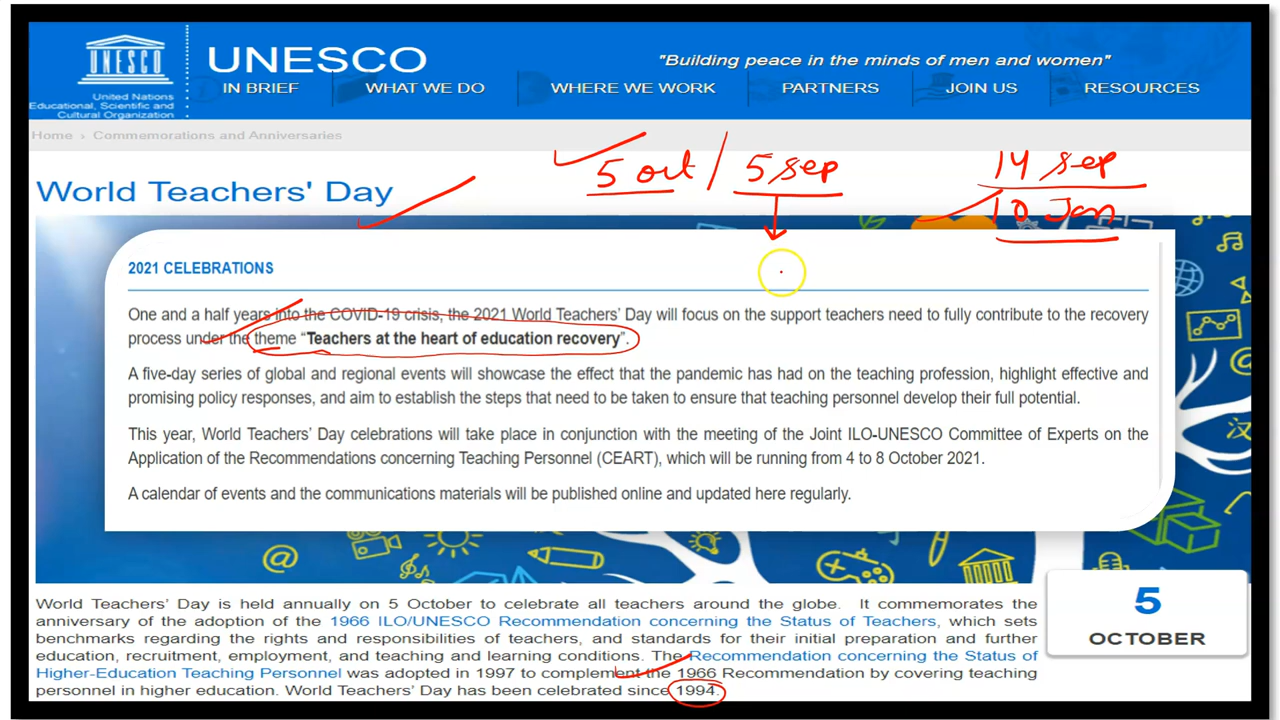 UNESCO
"Building peace in the minds of men and women"
UNESCO
United Nations
Educational, Scientific and
Cultural Organization
IN BRIEF WHAT WE DO WHERE WE WORK PARTNERS JOIN US RESOURCES
Home › Commemorations and Anniversaries
5 oct / 5 sep
14 sep
10 Jan
World Teachers' Day
2021 CELEBRATIONS
One and a half years into the COVID-19 crisis, the 2021 World Teachers' Day will focus on the support teachers need to fully contribute to the recovery
process under the theme "Teachers at the heart of education recovery".
A five-day series of global and regional events will showcase the effect that the pandemic has had on the teaching profession, highlight effective and
promising policy responses, and aim to establish the steps that need to be taken to ensure that teaching personnel develop their full potential.
This year, World Teachers' Day celebrations will take place in conjunction with the meeting of the Joint ILO-UNESCO Committee of Experts on the
Application of the Recommendations concerning Teaching Personnel (CEART), which will be running from 4 to 8 October 2021.
A calendar of events and the communications materials will be published online and updated here regularly.
汉
@
@
5
OCTOBER
World Teachers' Day is held annually on 5 October to celebrate all teachers around the globe. It commemorates the
anniversary of the adoption of the 1966 ILO/UNESCO Recommendation concerning the Status of Teachers, which sets
benchmarks regarding the rights and responsibilities of teachers, and standards for their initial preparation and further
education, recruitment, employment, and teaching and learning conditions. The Recommendation concerning the Status of
Higher-Education Teaching Personnel was adopted in 1997 to complement the 1966 Recommendation by covering teaching
personnel in higher education. World Teachers' Day has been celebrated since 1994.